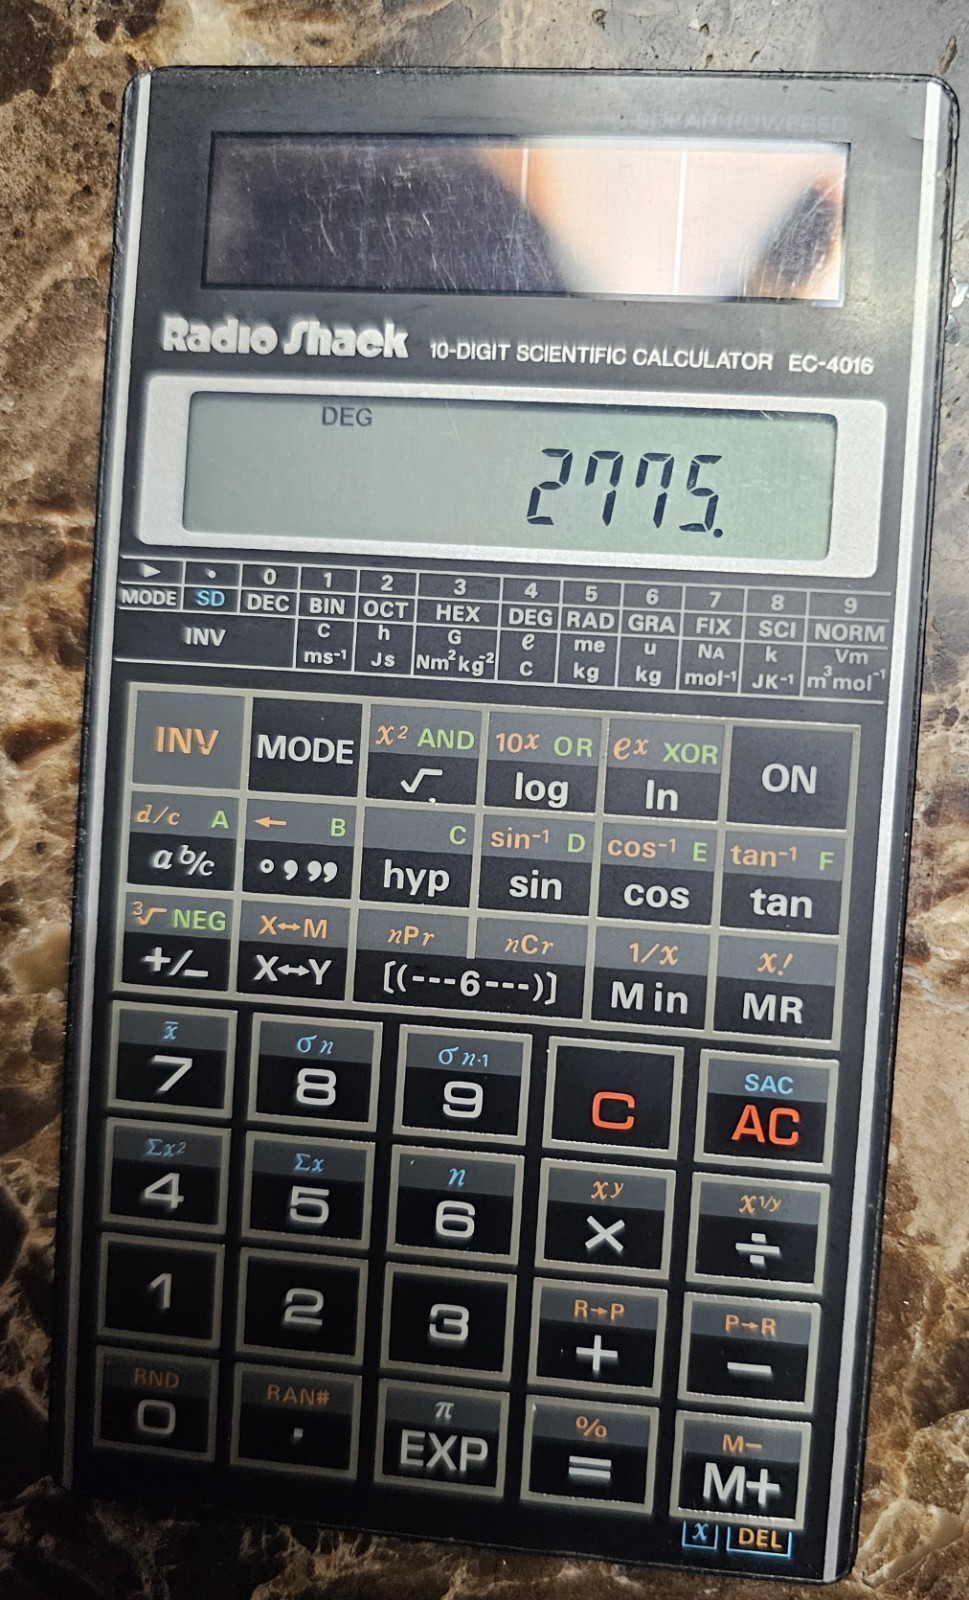 SOLAR POWERED
Radio Shack 10-DIGIT SCIENTIFIC CALCULATOR EC-4016
DEG
2775.
▶ • 0 1 2 3 4 5 6 7 8 9
MODE SD DEC BIN OCT HEX DEG RAD GRA FIX SCI NORM
INV C h G e me u NA k Vm
ms⁻¹ Js Nm²kg² C kg kg mol⁻¹ JK⁻¹ m³mol⁻¹
x² AND 10x OR ex XOR
INV MODE √ log ln ON
d/c A ← B C sin⁻¹ D cos⁻¹ E tan⁻¹ F
a b/c ° , ,, hyp sin cos tan
³√ NEG X↔M nPr nCr 1/x x!
+/− X↔Y [(---6---)] Min MR
x̄ σn σn-1 SAC
7 8 9 C AC
Σx² Σx n xy x1/y
4 5 6 × ÷
R→P P→R
1 2 3 + −
RND RAN# π % M−
0 . EXP = M+
x DEL